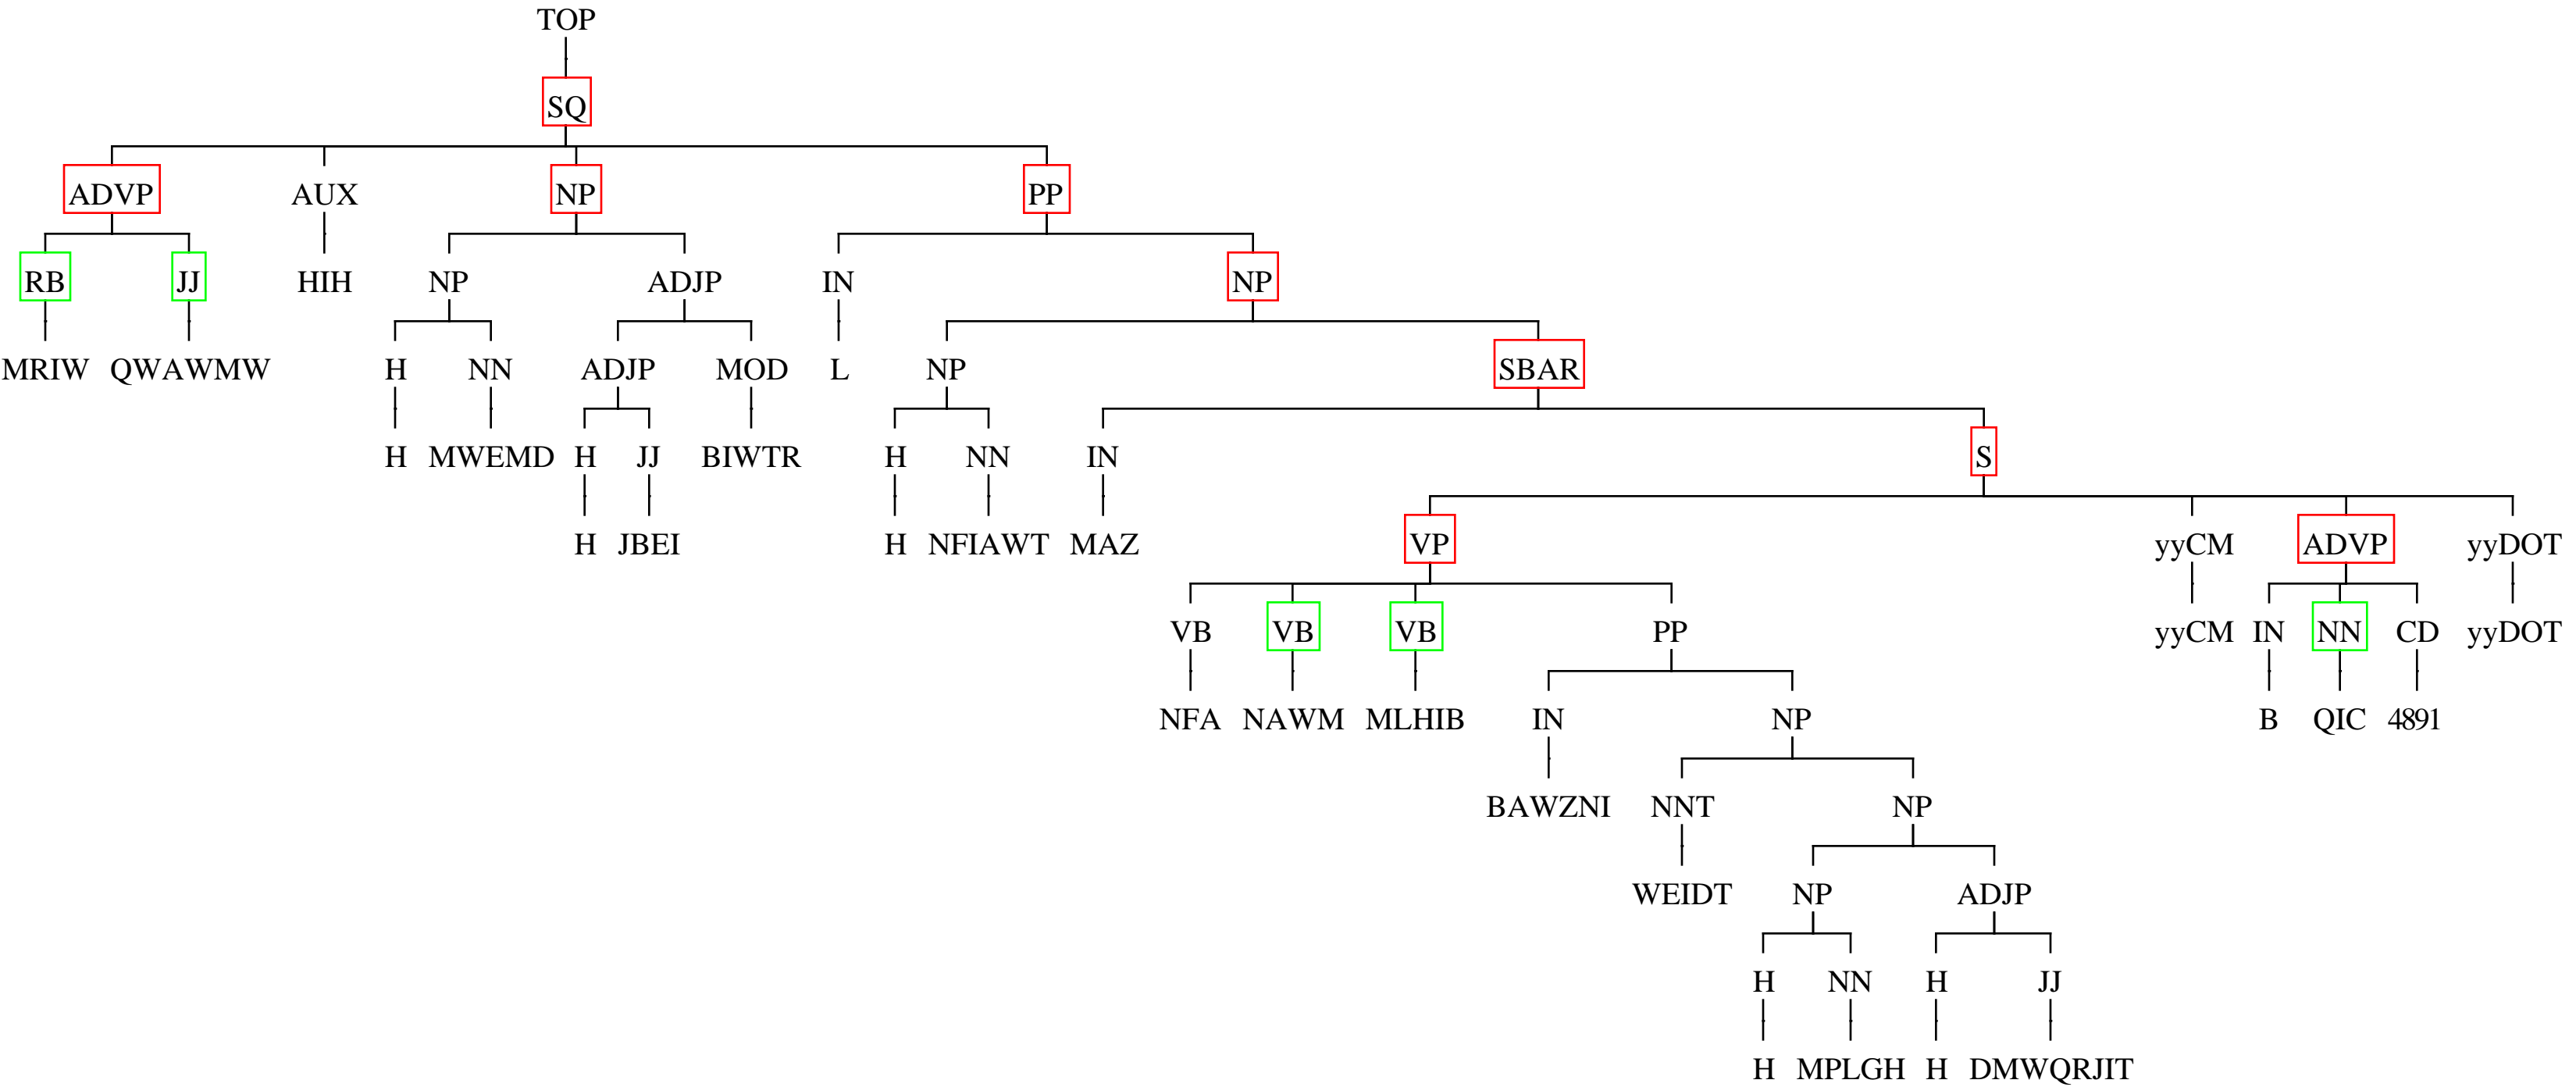 TOP
SQ
ADVP AUX NP PP
RB JJ HIH NP ADJP IN NP
MRIW QWAWMW H NN ADJP MOD L NP SBAR
H MWEMD H JJ BIWTR H NN IN S
H JBEI H NFIAWT MAZ VP yyCM ADVP yyDOT
VB VB VB PP yyCM IN NN CD yyDOT
NFA NAWM MLHIB IN NP B QIC 4891
BAWZNI NNT NP
WEIDT NP ADJP
H NN H JJ
H MPLGH H DMWQRJIT